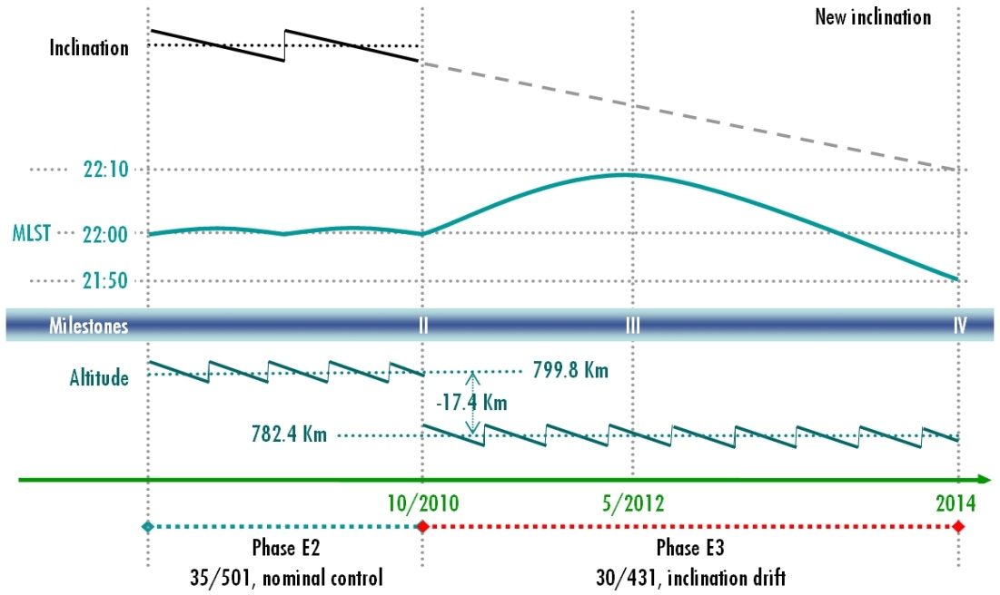 New inclination
Inclination
22:10
MLST 22:00
21:50
Milestones II III IV
Altitude 799.8 Km
-17.4 Km
782.4 Km
10/2010 5/2012 2014
Phase E2 Phase E3
35/501, nominal control 30/431, inclination drift